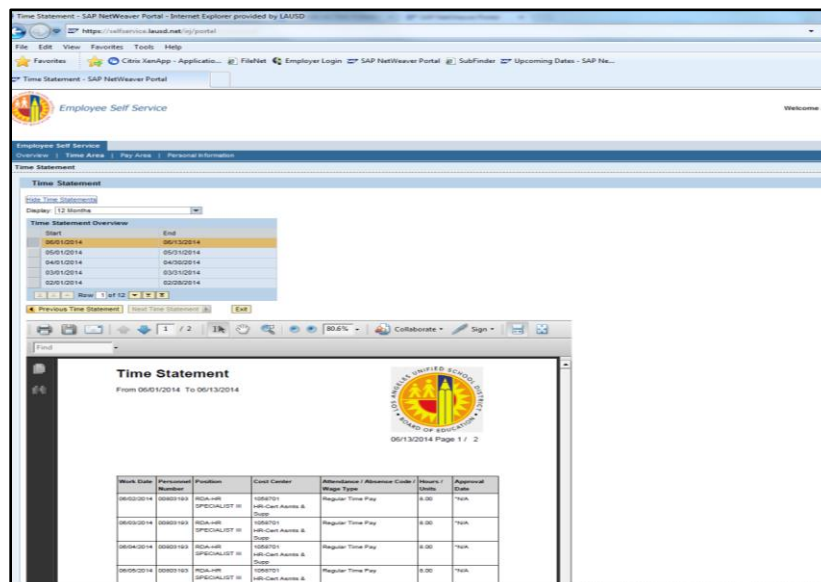 Time Statement - SAP NetWeaver Portal - Internet Explorer provided by LAUSD
https://selfservice.lausd.net/irj/portal
File Edit View Favorites Tools Help
Favorites Citrix XenApp - Applicatio... FileNet Employer Login SAP NetWeaver Portal SubFinder Upcoming Dates - SAP Ne...
Time Statement - SAP NetWeaver Portal
Employee Self Service
Welcome
Employee Self Service
Overview | Time Area | Pay Area | Personal Information
Time Statement
Time Statement
Hide Time Statements
Display: 12 Months
Time Statement Overview
Start End
06/01/2014 06/13/2014
05/01/2014 05/31/2014
04/01/2014 04/30/2014
03/01/2014 03/31/2014
02/01/2014 02/28/2014
Row 1 of 12
Previous Time Statement Next Time Statement Exit
1 / 2 80.6% Collaborate Sign
Find
Time Statement
From 06/01/2014 To 06/13/2014
LOS ANGELES UNIFIED SCHOOL DISTRICT
BOARD OF EDUCATION
06/13/2014 Page 1 / 2
Work Date Personnel Number Position Cost Center Attendance / Absence Code / Wage Type Hours / Units Approval Date
06/02/2014 RDA-HR SPECIALIST III 1056701 HR-Cert Asmts & Supp Regular Time Pay 8.00 *N/A
06/03/2014 RDA-HR SPECIALIST III 1056701 HR-Cert Asmts & Supp Regular Time Pay 8.00 *N/A
06/04/2014 RDA-HR SPECIALIST III 1056701 HR-Cert Asmts & Supp Regular Time Pay 8.00 *N/A
06/05/2014 RDA-HR SPECIALIST III 1056701 HR-Cert Asmts & Regular Time Pay 8.00 *N/A